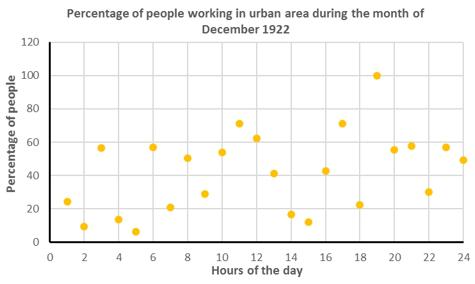 Percentage of people working in urban area during the month of
December 1922
120
100
80
60
40
20
0
Percentage of people
0 2 4 6 8 10 12 14 16 18 20 22 24
Hours of the day